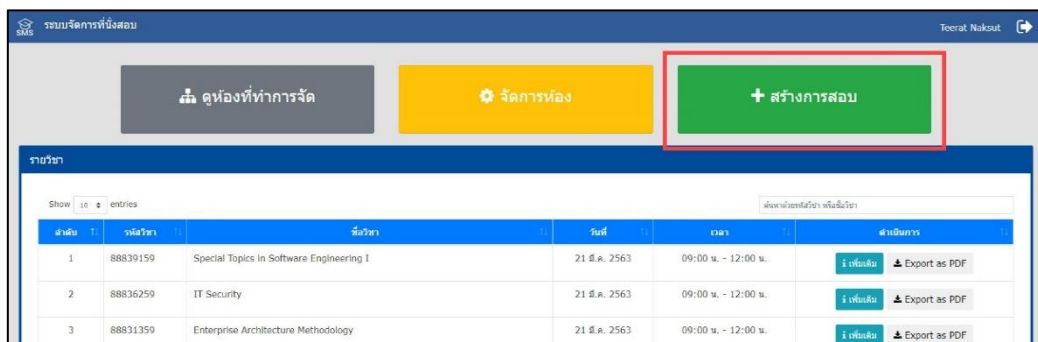 SMS ระบบจัดการที่นั่งสอบ Teerat Naksut
ดูห้องที่ทำการจัด จัดการห้อง + สร้างการสอบ
รายวิชา
Show 10 entries ค้นหาด้วยรหัสวิชา หรือชื่อวิชา
ลำดับ รหัสวิชา ชื่อวิชา วันที่ เวลา ดำเนินการ
1 88839159 Special Topics in Software Engineering I 21 มี.ค. 2563 09:00 น. - 12:00 น. i เพิ่มเติม Export as PDF
2 88836259 IT Security 21 มี.ค. 2563 09:00 น. - 12:00 น. i เพิ่มเติม Export as PDF
3 88831359 Enterprise Architecture Methodology 21 มี.ค. 2563 09:00 น. - 12:00 น. i เพิ่มเติม Export as PDF